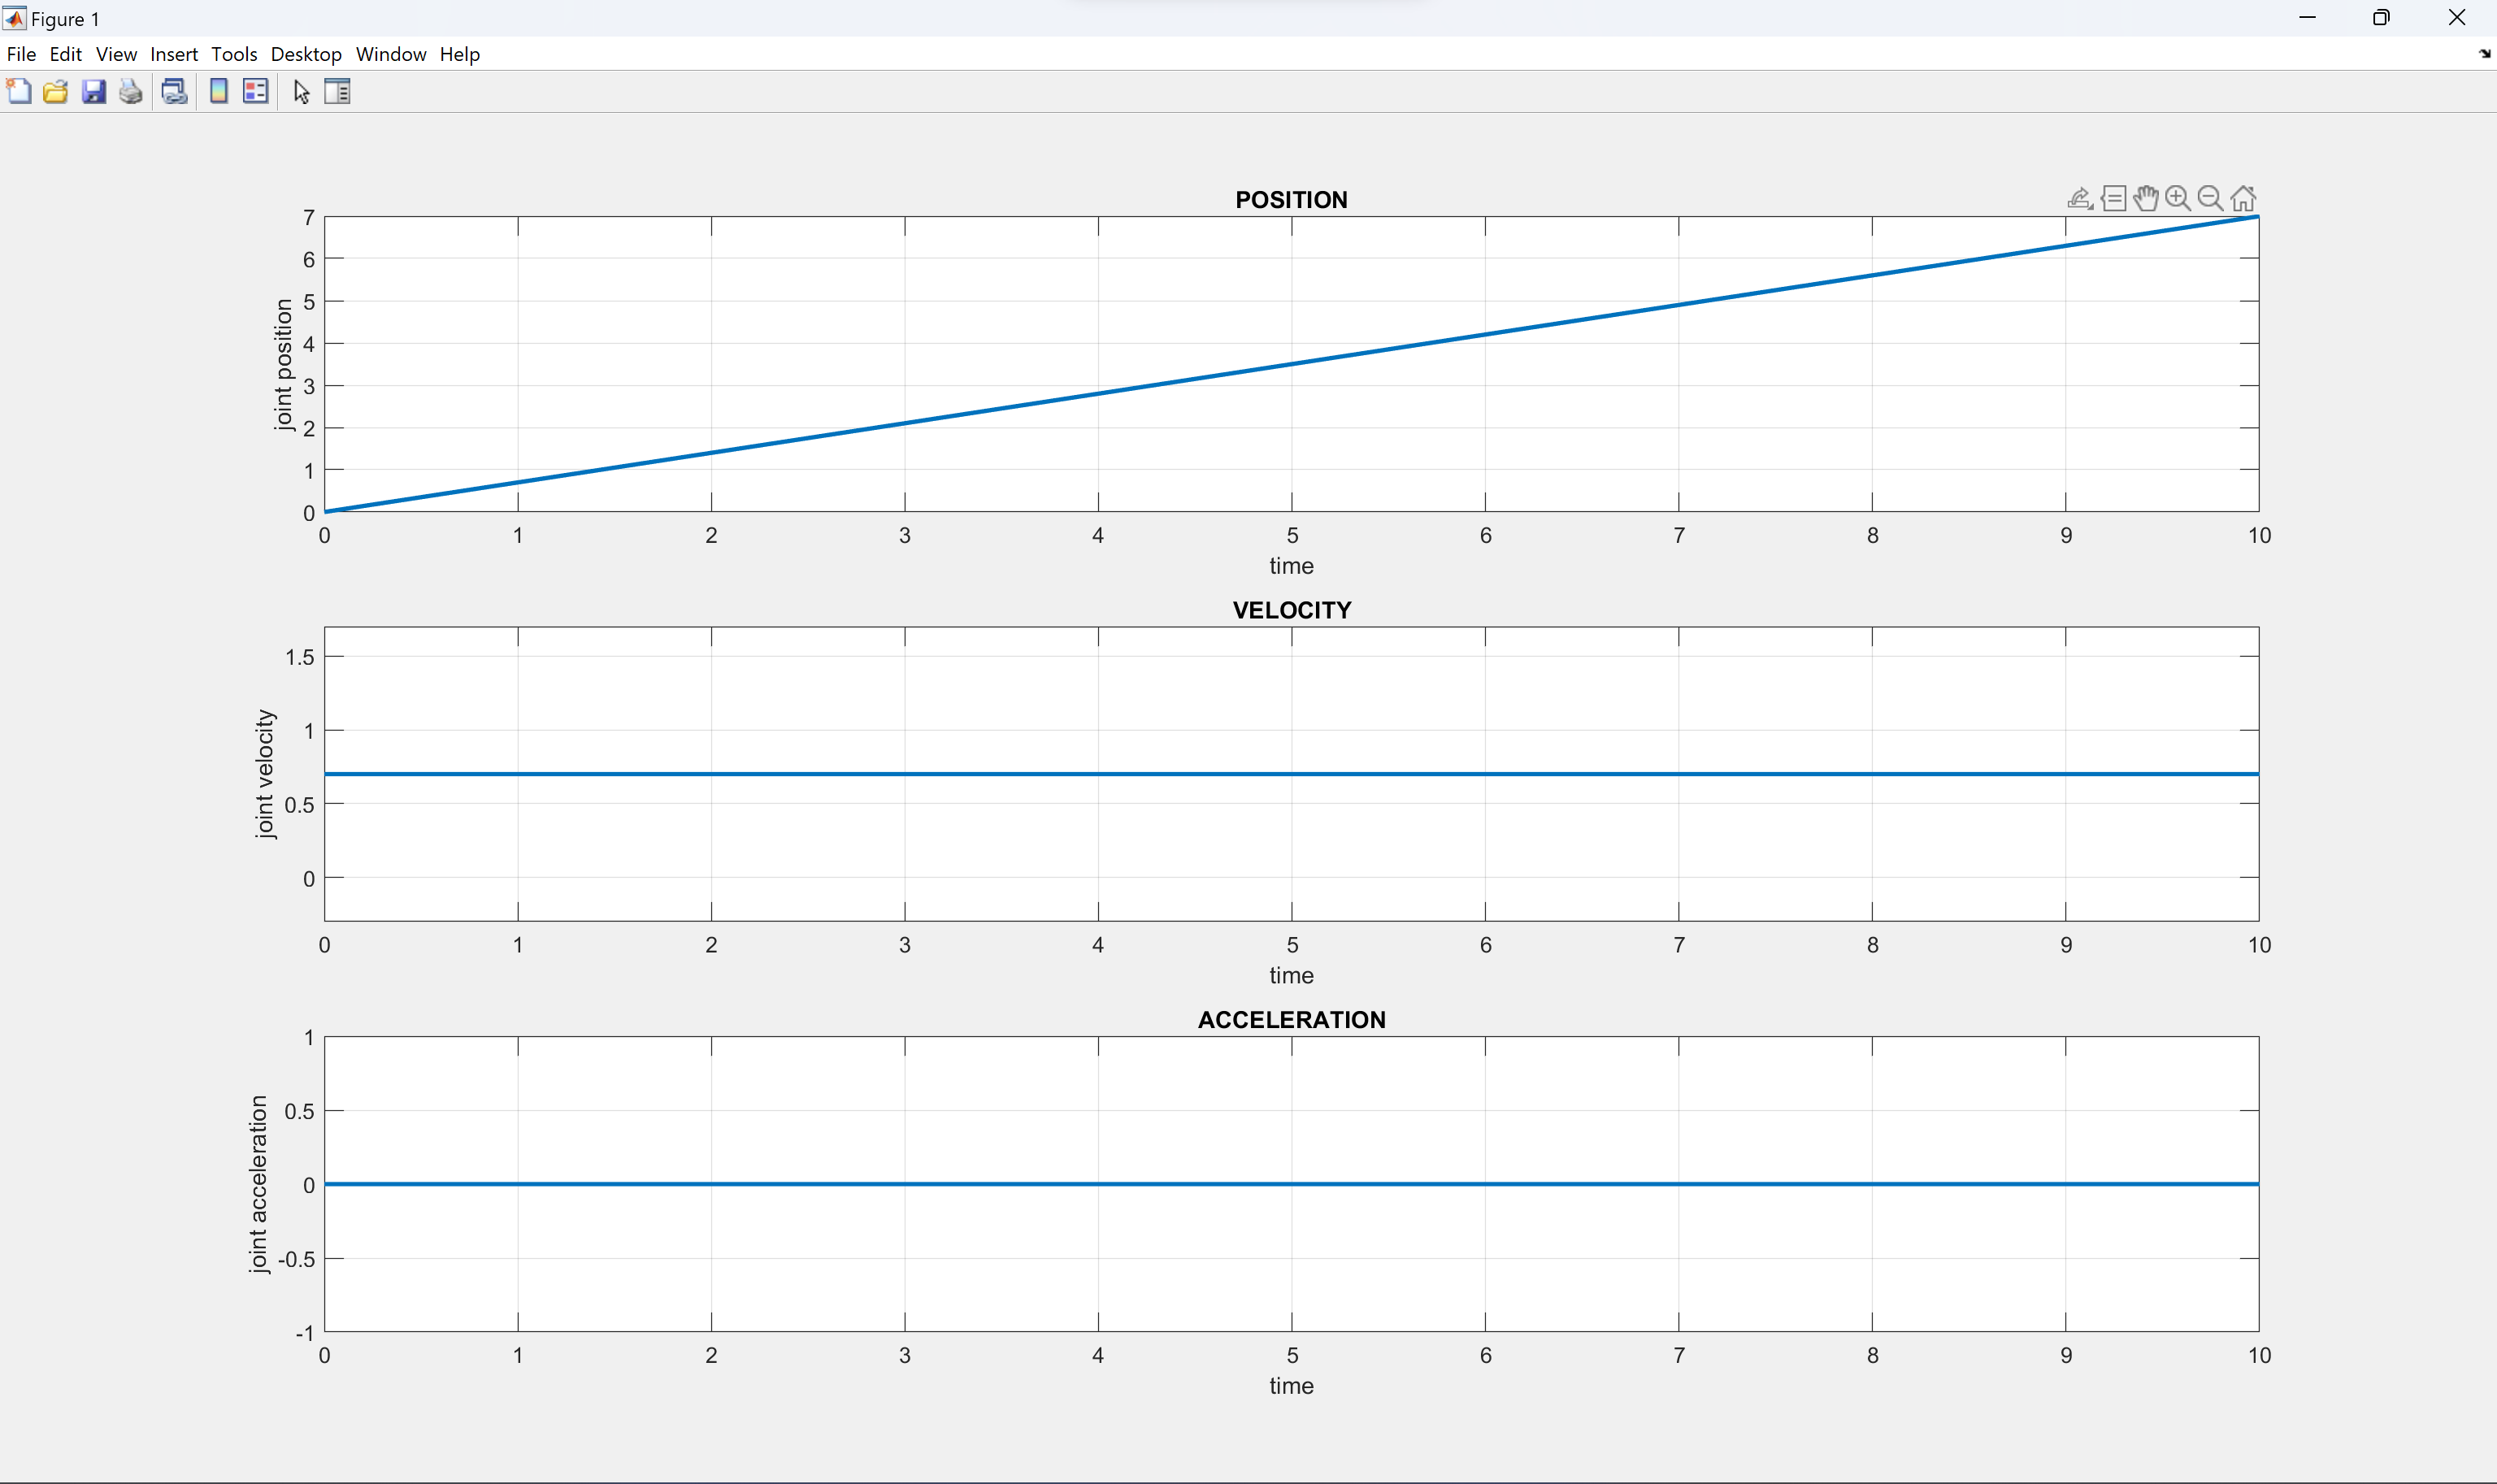 Figure 1
File Edit View Insert Tools Desktop Window Help
POSITION
7
6
5
4
3
2
1
0
joint position
0 1 2 3 4 5 6 7 8 9 10
time
VELOCITY
1.5
1
0.5
0
joint velocity
0 1 2 3 4 5 6 7 8 9 10
time
ACCELERATION
1
0.5
0
-0.5
-1
joint acceleration
0 1 2 3 4 5 6 7 8 9 10
time